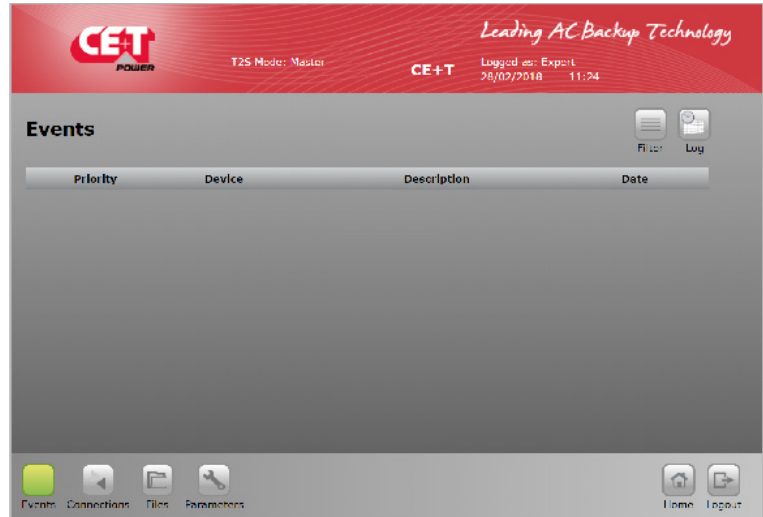 CE+T
POWER
Leading AC Backup Technology
T2S Mode: Master
CE+T
Logged as: Expert
28/02/2018 11:24
Events
Filter Log
Priority Device Description Date
Events Connections Files Parameters Home Logout